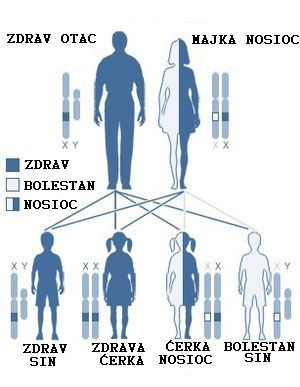 ZDRAV OTAC
MAJKA NOSIOC
X Y
X X
ZDRAV
BOLESTAN
NOSIOC
X Y
X X
X X
X Y
ZDRAV SIN
ZDRAVA ĆERKA
ĆERKA NOSIOC
BOLESTAN SIN